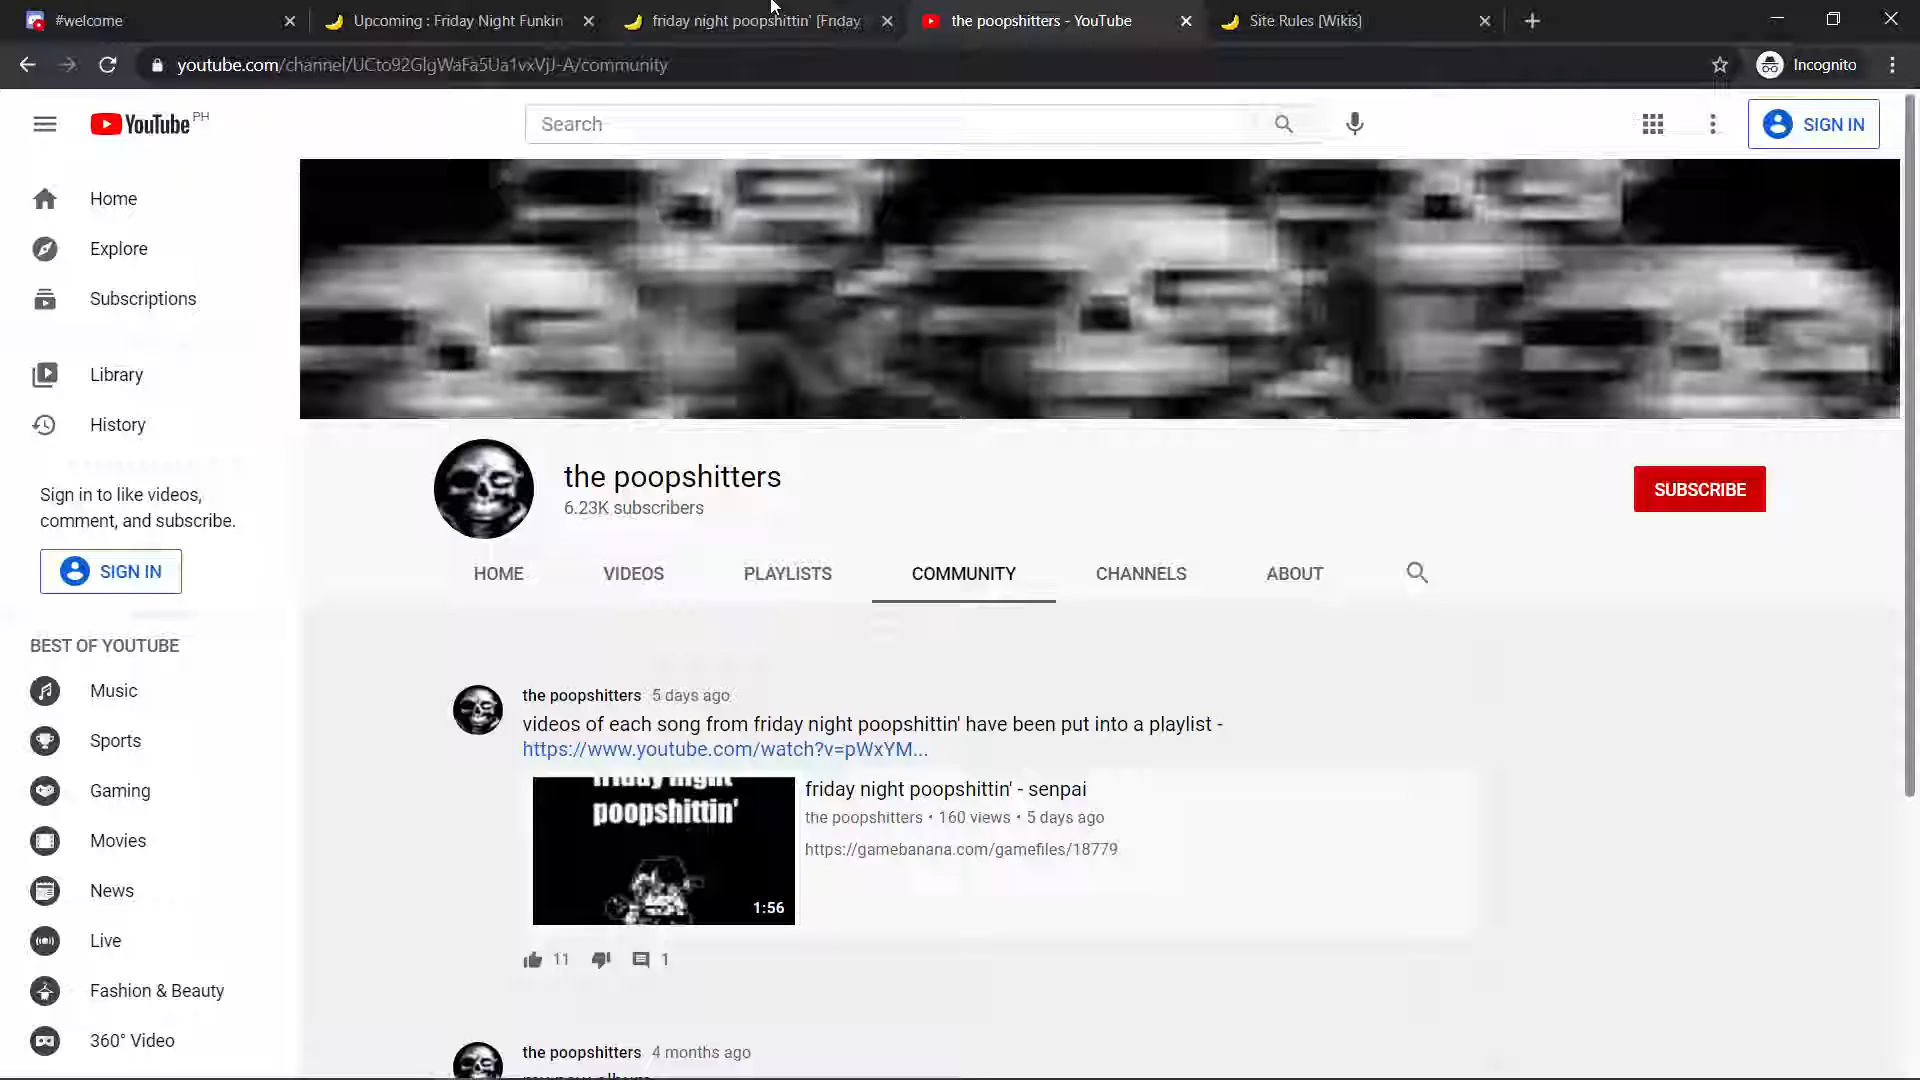 #welcome
Upcoming : Friday Night Funkin
friday night poopshittin' [Friday
the poopshitters - YouTube
Site Rules [Wikis]
youtube.com/channel/UCto92GlgWaFa5Ua1vxVjJ-A/community
Incognito
YouTube PH
Search
SIGN IN
Home
Explore
Subscriptions
Library
History
Sign in to like videos,
comment, and subscribe.
SIGN IN
BEST OF YOUTUBE
Music
Sports
Gaming
Movies
News
Live
Fashion & Beauty
360° Video
the poopshitters
6.23K subscribers
SUBSCRIBE
HOME
VIDEOS
PLAYLISTS
COMMUNITY
CHANNELS
ABOUT
the poopshitters 5 days ago
videos of each song from friday night poopshittin' have been put into a playlist -
https://www.youtube.com/watch?v=pWxYM...
friday night
poopshittin'
1:56
friday night poopshittin' - senpai
the poopshitters • 160 views • 5 days ago
https://gamebanana.com/gamefiles/18779
11
1
the poopshitters 4 months ago
my new album